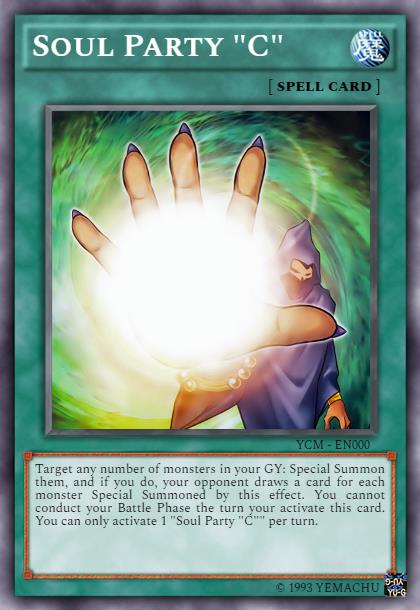 SOUL PARTY "C"
魔
[ SPELL CARD ]
YCM - EN000
Target any number of monsters in your GY: Special Summon
them, and if you do, your opponent draws a card for each
monster Special Summoned by this effect. You cannot
conduct your Battle Phase the turn your activate this card.
You can only activate 1 "Soul Party "C"" per turn.
© 1993 YEMACHU